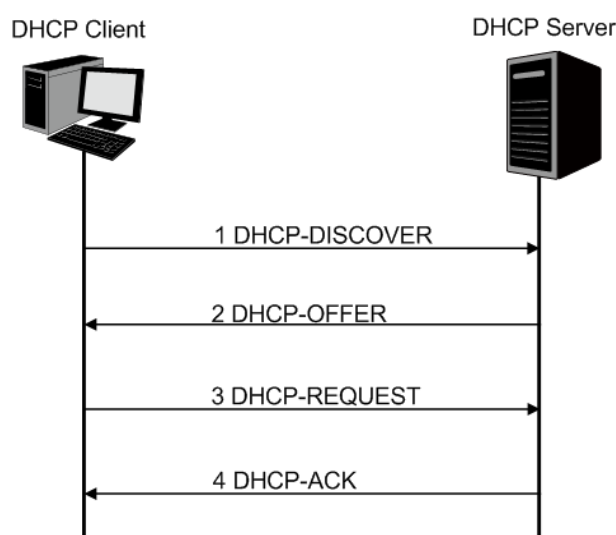 DHCP Client
DHCP Server
1 DHCP-DISCOVER
2 DHCP-OFFER
3 DHCP-REQUEST
4 DHCP-ACK